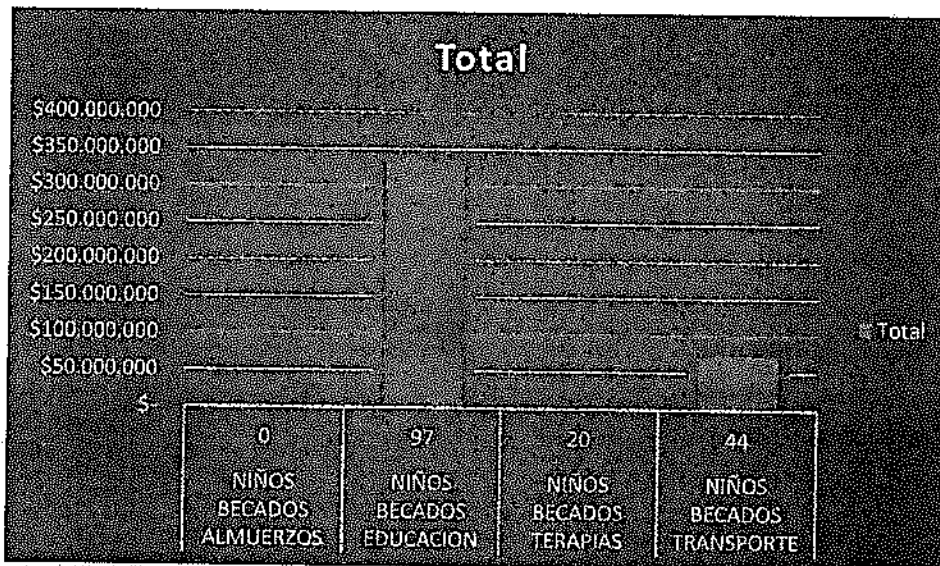 Total
$400.000.000
$350.000.000
$300.000.000
$250.000.000
$200.000.000
$150.000.000
$100.000.000
$50.000.000
$-
Total
0 97 20 44
NIÑOS NIÑOS NIÑOS NIÑOS
BECADOS BECADOS BECADOS BECADOS
ALMUERZOS EDUCACION TERAPIAS TRANSPORTE